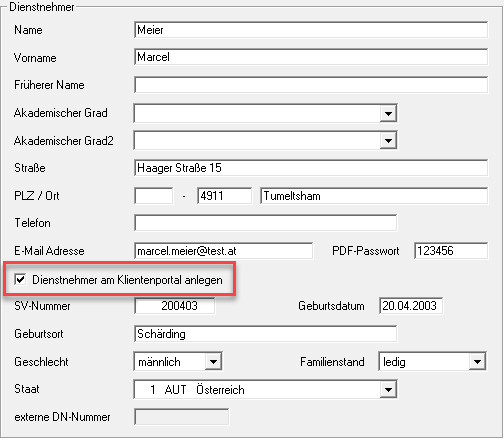 Dienstnehmer
Name Meier
Vorname Marcel
Früherer Name
Akademischer Grad
Akademischer Grad2
Straße Haager Straße 15
PLZ / Ort - 4911 Tumeltsham
Telefon
E-Mail Adresse marcel.meier@test.at PDF-Passwort 123456
Dienstnehmer am Klientenportal anlegen
SV-Nummer 200403 Geburtsdatum 20.04.2003
Geburtsort Schärding
Geschlecht männlich Familienstand ledig
Staat 1 AUT Österreich
externe DN-Nummer